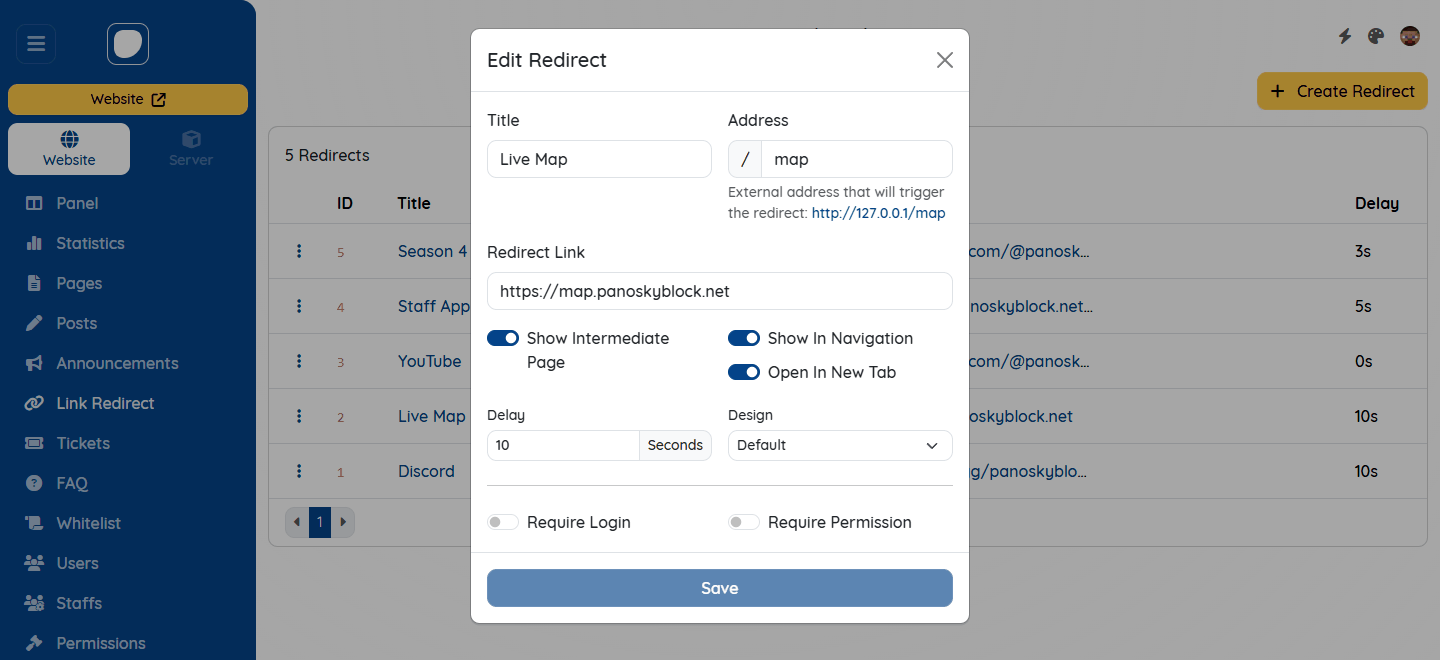 Website
Website
Server
Panel
Statistics
Pages
Posts
Announcements
Link Redirect
Tickets
FAQ
Whitelist
Users
Staffs
Permissions
Create Redirect
5 Redirects
ID Title Delay
5 Season 4 com/@panosk... 3s
4 Staff App noskyblock.net... 5s
3 YouTube com/@panosk... 0s
2 Live Map oskyblock.net 10s
1 Discord g/panoskyblo... 10s
1
Edit Redirect
Title
Live Map
Address
/ map
External address that will trigger
the redirect: http://127.0.0.1/map
Redirect Link
https://map.panoskyblock.net
Show Intermediate
Page
Show In Navigation
Open In New Tab
Delay
10 Seconds
Design
Default
Require Login
Require Permission
Save